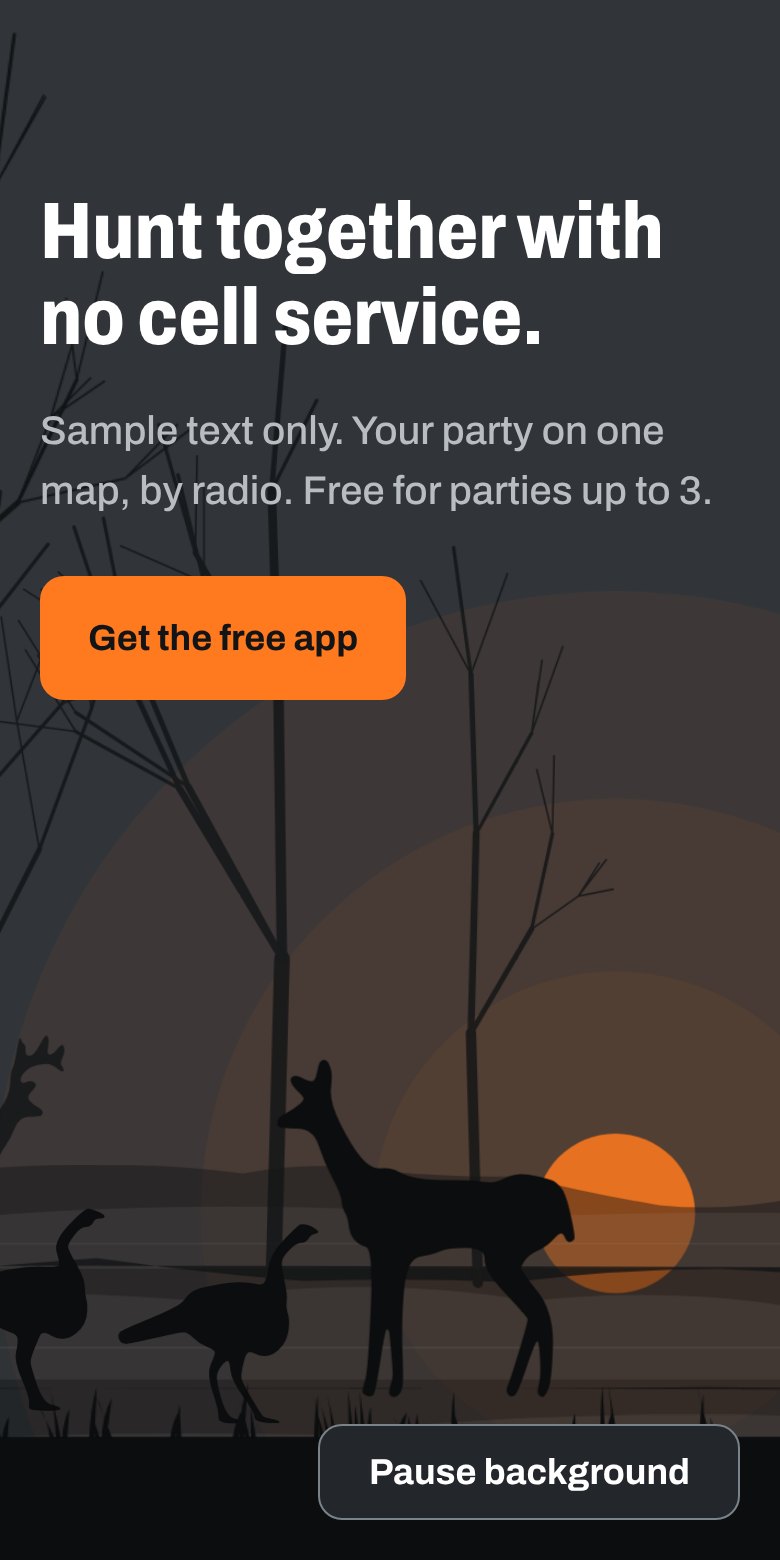 Hunt together with
no cell service.
Sample text only. Your party on one
map, by radio. Free for parties up to 3.
Get the free app
Pause background